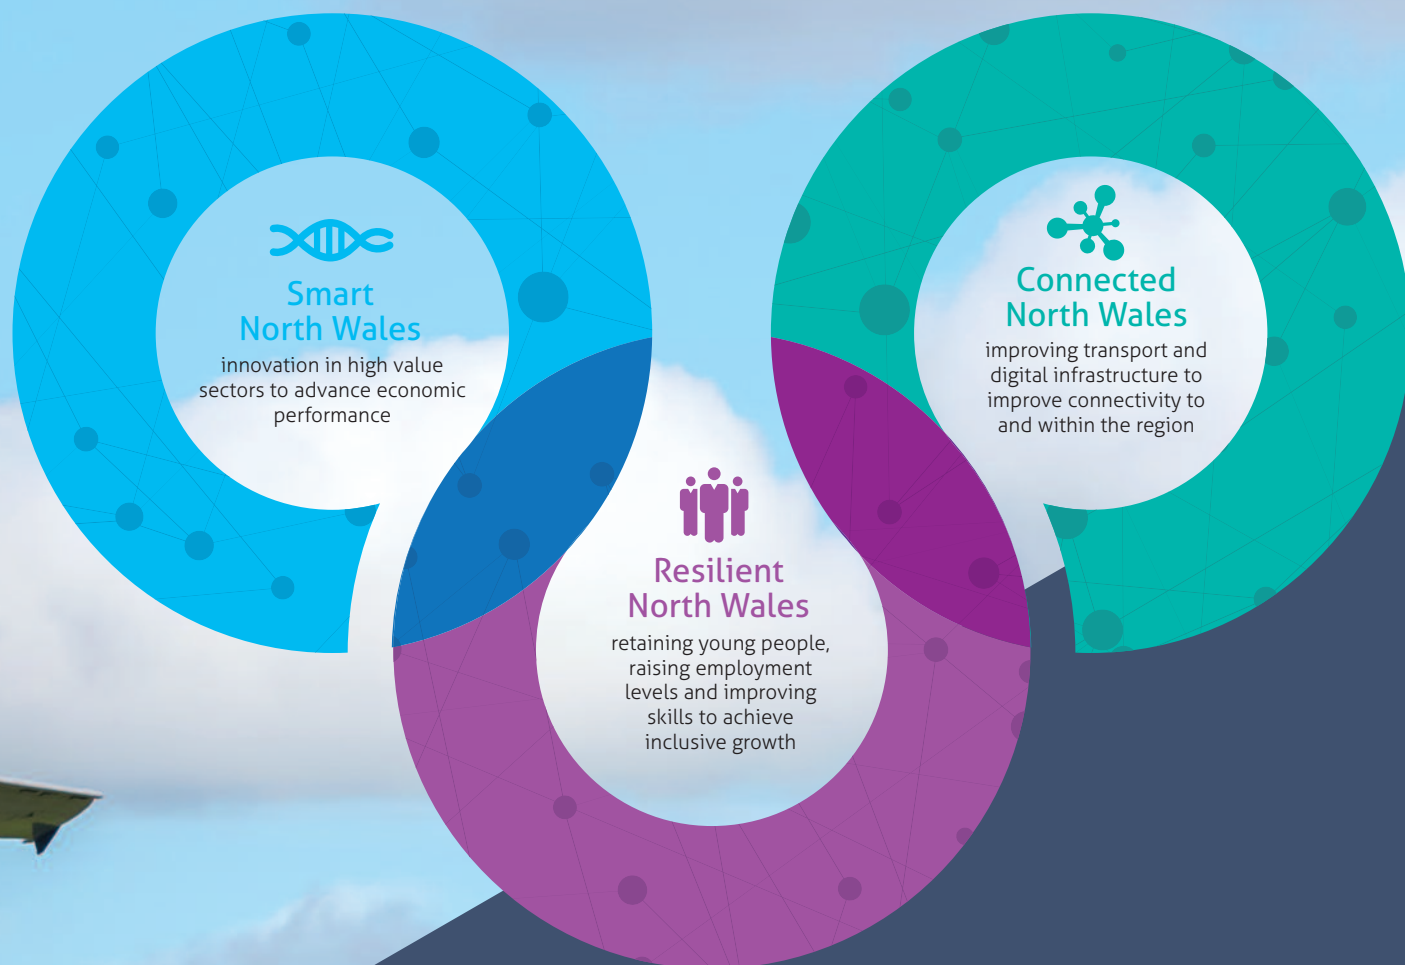 Smart
North Wales
innovation in high value
sectors to advance economic
performance
Resilient
North Wales
retaining young people,
raising employment
levels and improving
skills to achieve
inclusive growth
Connected
North Wales
improving transport and
digital infrastructure to
improve connectivity to
and within the region